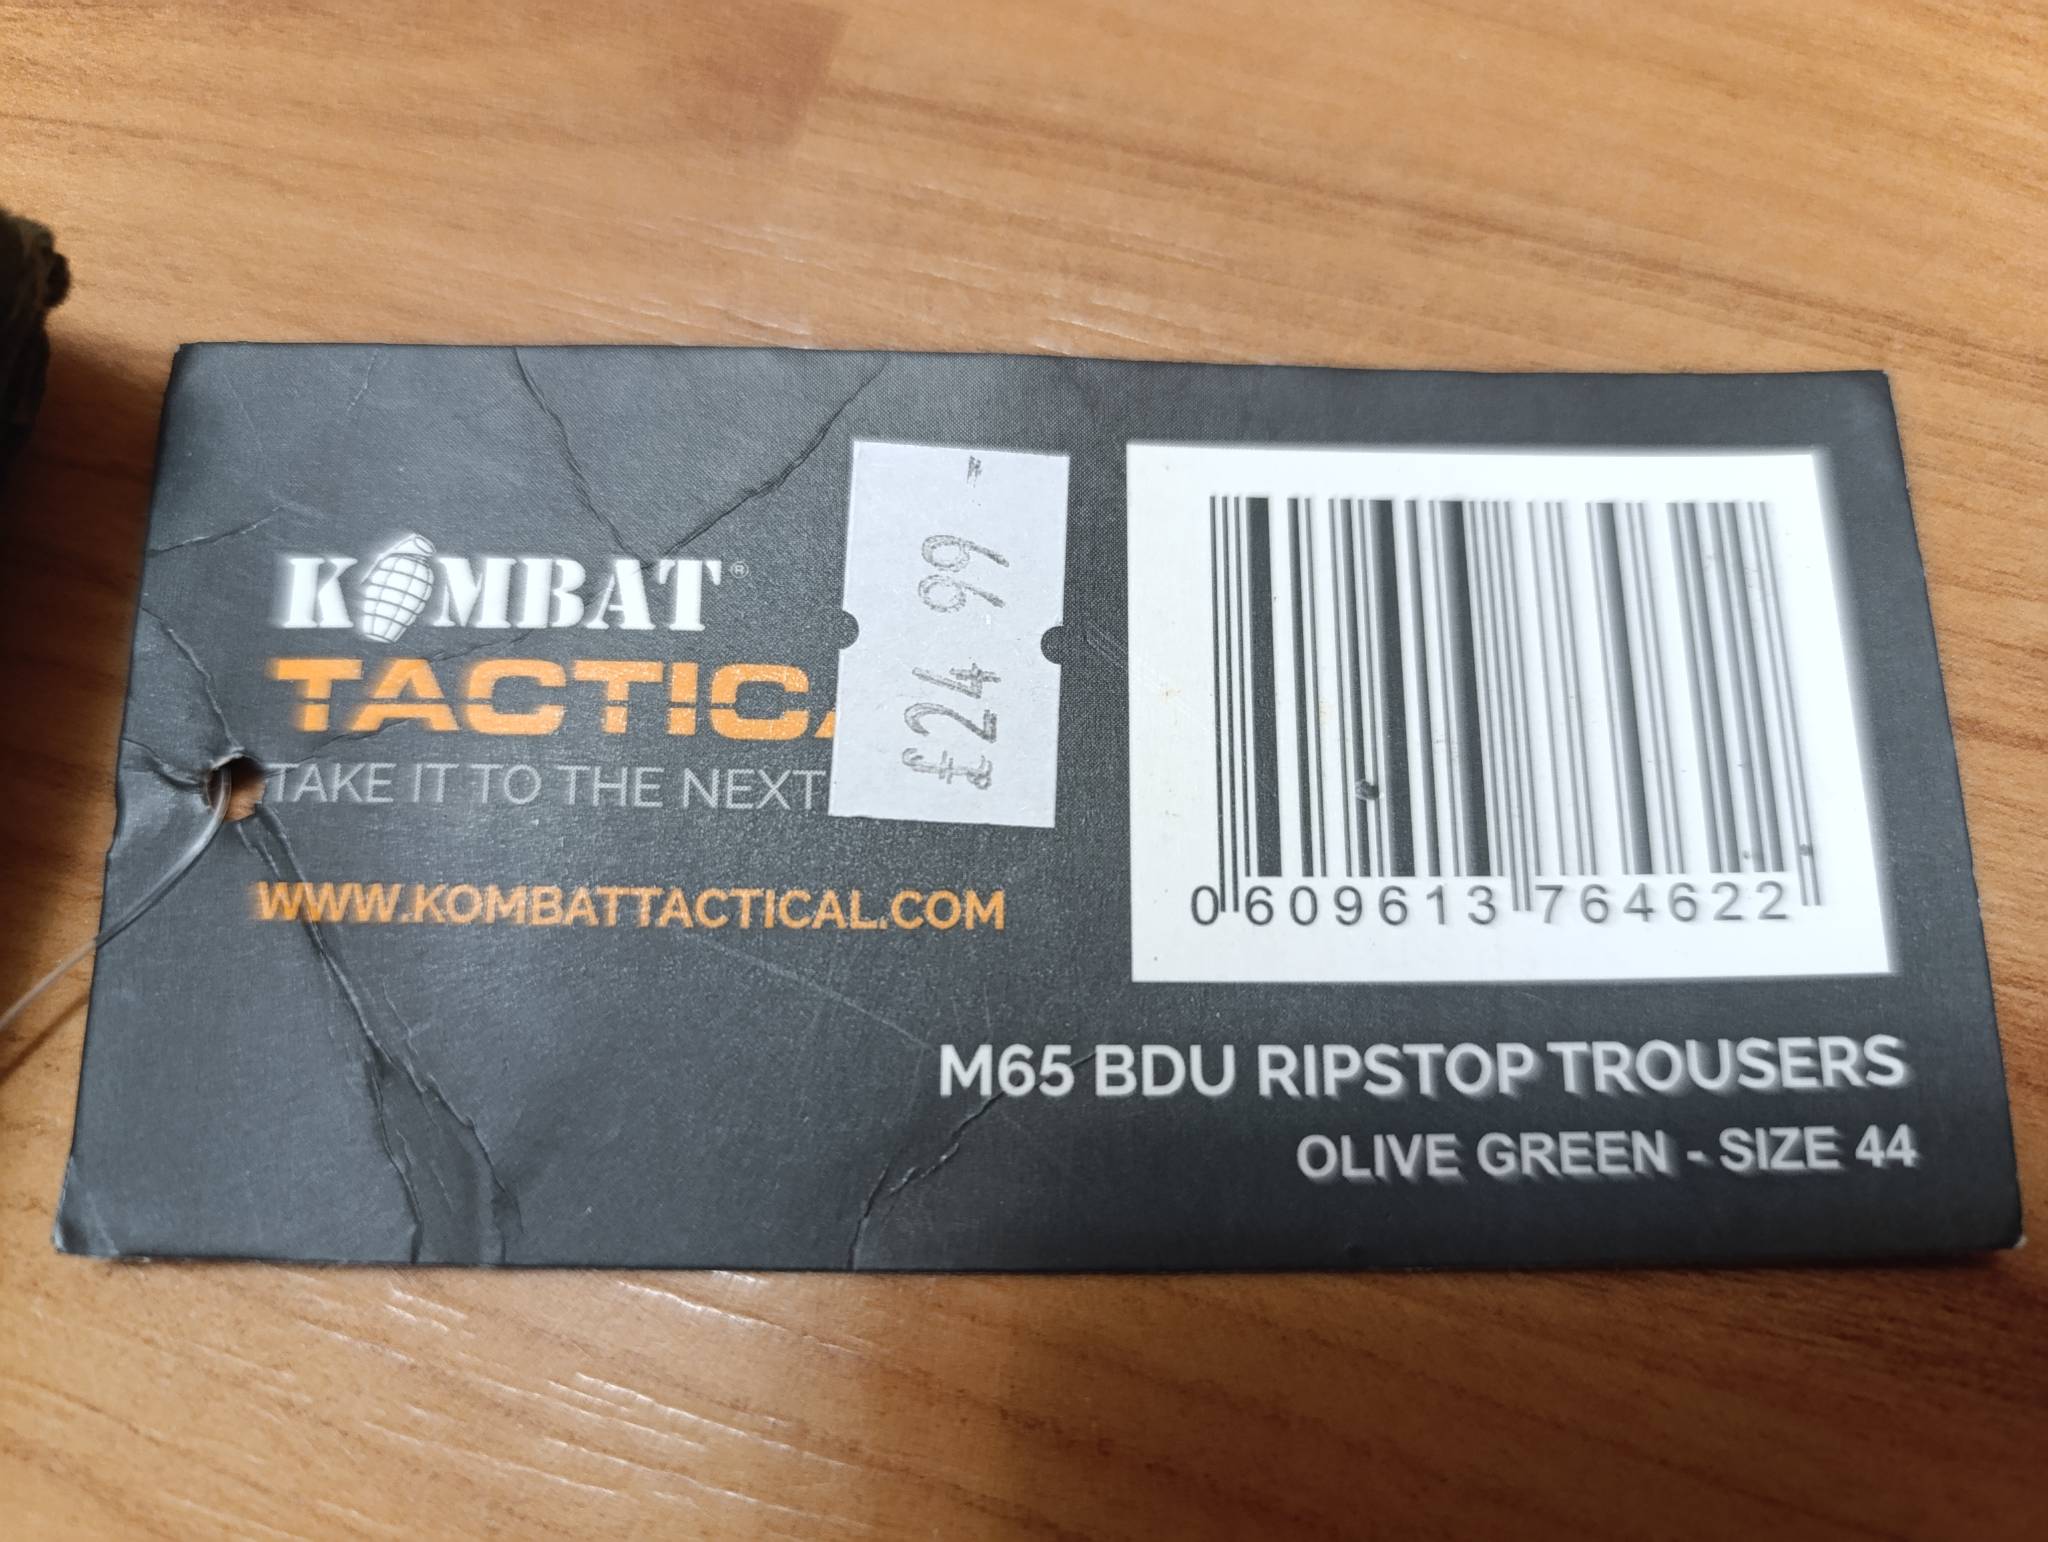 KOMBAT®
TACTICA
TAKE IT TO THE NEXT
WWW.KOMBATTACTICAL.COM
£24 99
0 609613 764622
M65 BDU RIPSTOP TROUSERS
OLIVE GREEN - SIZE 44